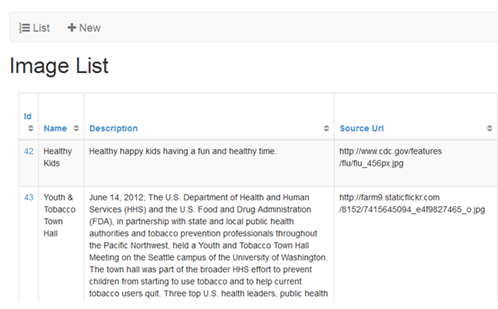 List New
Image List
Id Name Description Source Url
42 Healthy Kids Healthy happy kids having a fun and healthy time. http://www.cdc.gov/features/flu/flu_456px.jpg
43 Youth & Tobacco Town Hall
June 14, 2012; The U.S. Department of Health and Human
Services (HHS) and the U.S. Food and Drug Administration
(FDA), in partnership with state and local public health
authorities and tobacco prevention professionals throughout
the Pacific Northwest, held a Youth and Tobacco Town Hall
Meeting on the Seattle campus of the University of Washington.
The town hall was part of the broader HHS effort to prevent
children from starting to use tobacco and to help current
tobacco users quit. Three top U.S. health leaders, public health
http://farm9.staticflickr.com
/8152/7415645094_e4f9827465_o.jpg